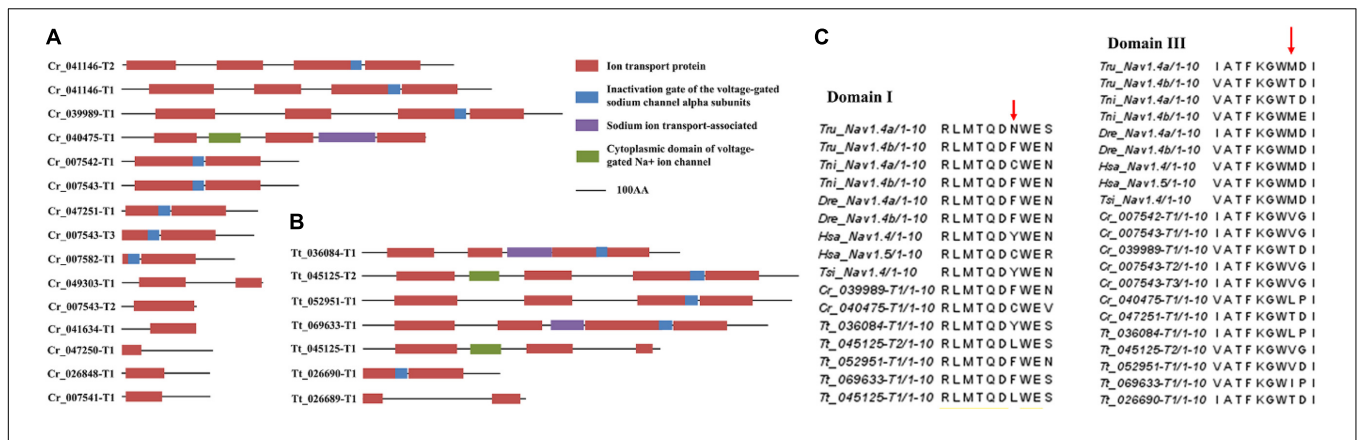 A
Cr_041146-T2
Cr_041146-T1
Cr_039989-T1
Cr_040475-T1
Cr_007542-T1
Cr_007543-T1
Cr_047251-T1
Cr_007543-T3
Cr_007582-T1
Cr_049303-T1
Cr_007543-T2
Cr_041634-T1
Cr_047250-T1
Cr_026848-T1
Cr_007541-T1
Ion transport protein
Inactivation gate of the voltage-gated
sodium channel alpha subunits
Sodium ion transport-associated
Cytoplasmic domain of voltage-
gated Na+ ion channel
100AA
B
Tt_036084-T1
Tt_045125-T2
Tt_052951-T1
Tt_069633-T1
Tt_045125-T1
Tt_026690-T1
Tt_026689-T1
C
Domain I
Tru_Nav1.4a/1-10 RLMTQDNWES
Tru_Nav1.4b/1-10 RLMTQDFWEN
Tni_Nav1.4a/1-10 RLMTQDCWEN
Tni_Nav1.4b/1-10 RLMTQDFWEN
Dre_Nav1.4a/1-10 RLMTQDFWEN
Dre_Nav1.4b/1-10 RLMTQDFWEN
Hsa_Nav1.4/1-10 RLMTQDYWEN
Hsa_Nav1.5/1-10 RLMTQDCWER
Tsi_Nav1.4/1-10 RLMTQDYWEN
Cr_039989-T1/1-10 RLMTQDFWEN
Cr_040475-T1/1-10 RLMTQDCWEV
Tt_036084-T1/1-10 RLMTQDYWES
Tt_045125-T2/1-10 RLMTQDLWES
Tt_052951-T1/1-10 RLMTQDFWEN
Tt_069633-T1/1-10 RLMTQDFWES
Tt_045125-T1/1-10 RLMTQDLWES
Domain III
Tru_Nav1.4a/1-10 IATFKGWMDI
Tru_Nav1.4b/1-10 VATFKGWTDI
Tni_Nav1.4a/1-10 VATFKGWTDI
Tni_Nav1.4b/1-10 IATFKGWMEI
Dre_Nav1.4a/1-10 VATFKGWMDI
Dre_Nav1.4b/1-10 VATFKGWMDI
Hsa_Nav1.4/1-10 VATFKGWMDI
Hsa_Nav1.5/1-10 VATFKGWMDI
Tsi_Nav1.4/1-10 VATFKGWMDI
Cr_007542-T1/1-10 IATFKGWVGI
Cr_007543-T1/1-10 IATFKGWVGI
Cr_039989-T1/1-10 VATFKGWTDI
Cr_007543-T2/1-10 IATFKGWVGI
Cr_007543-T3/1-10 IATFKGWVGI
Cr_040475-T1/1-10 VATFKGWLPI
Cr_047251-T1/1-10 IATFKGWTDI
Tt_036084-T1/1-10 IATFKGWLPI
Tt_045125-T2/1-10 VATFKGWVGI
Tt_052951-T1/1-10 VATFKGWVDI
Tt_069633-T1/1-10 VATFKGWIPI
Tt_026690-T1/1-10 VATFKGWTDI